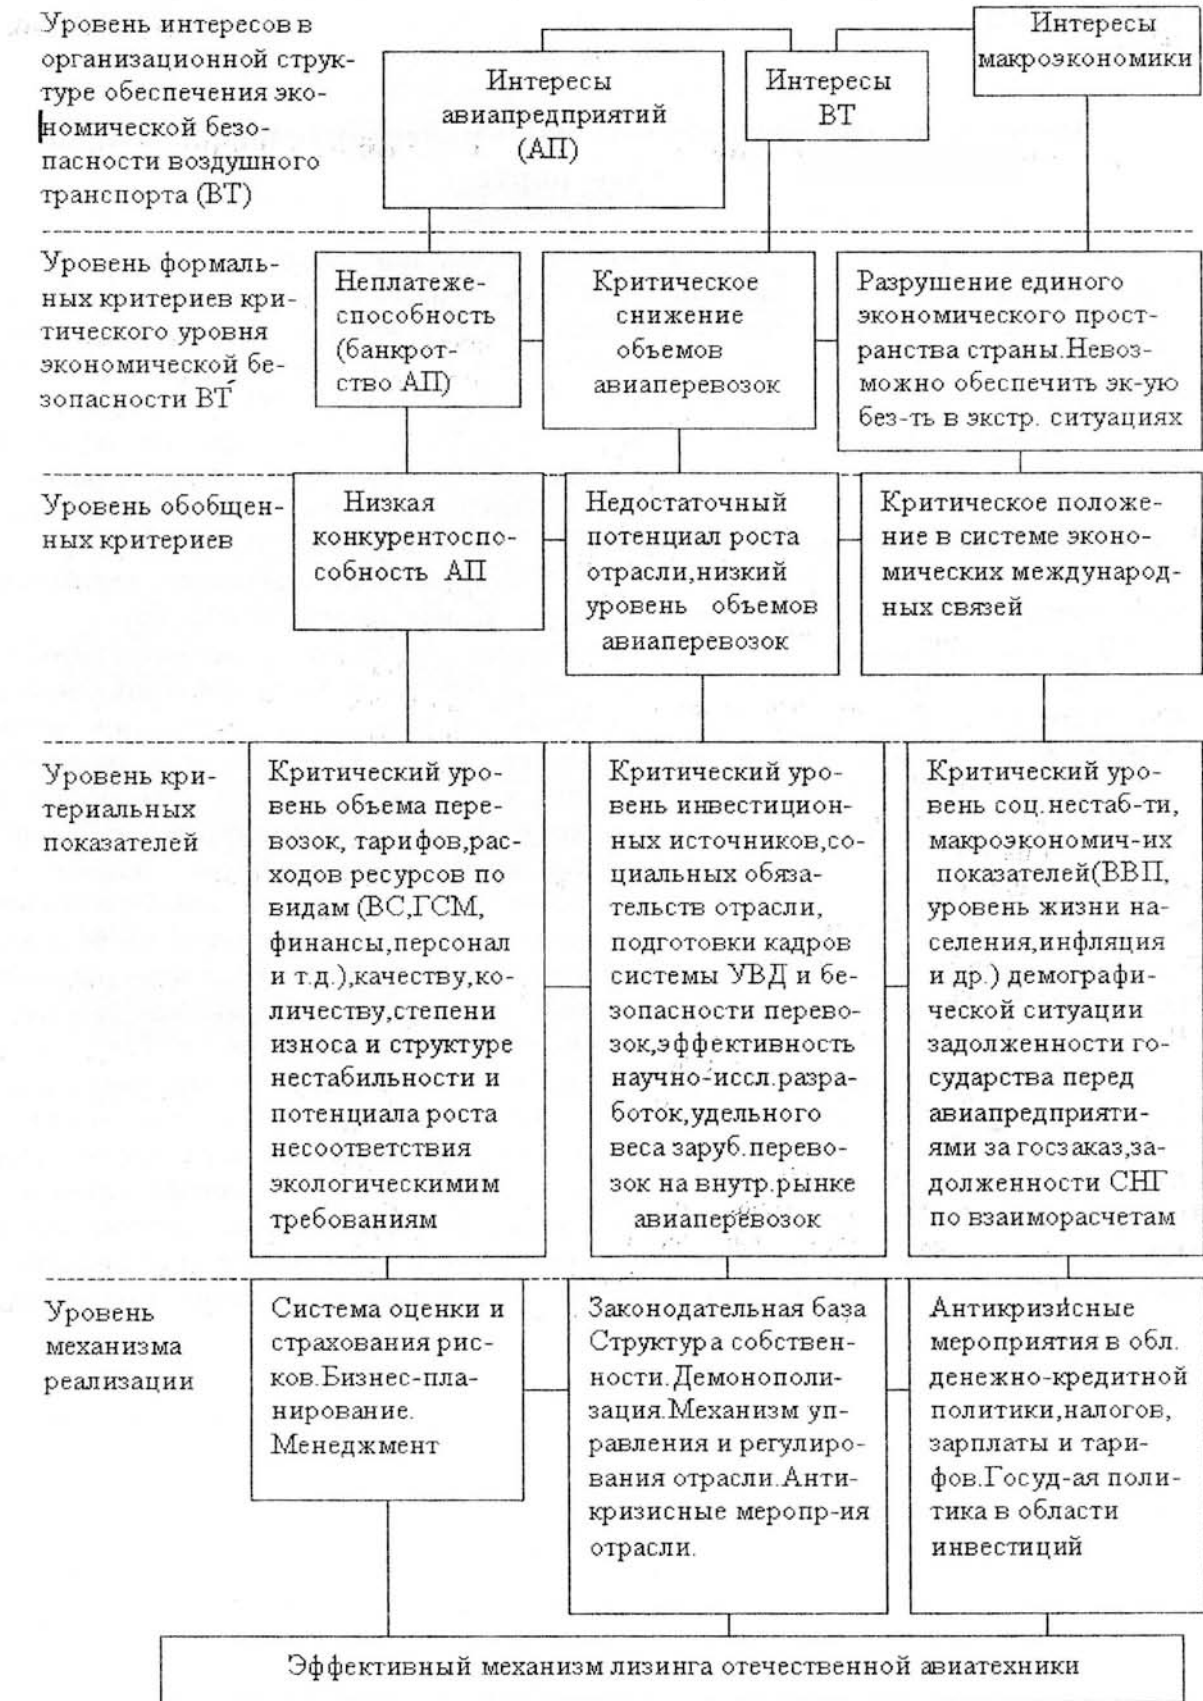 Уровень интересов в
организационной струк-
туре обеспечения эко-
номической безо-
пасности воздушного
транспорта (ВТ)
Интересы
авиапредприятий
(АП)
Интересы
ВТ
Интересы
макроэкономики
Уровень формаль-
ных критериев кри-
тического уровня
экономической бе-
зопасности ВТ
Неплатеже-
способность
(банкрот-
ство АП)
Критическое
снижение
объемов
авиаперевозок
Разрушение единого
экономического прост-
ранства страны.Невоз-
можно обеспечить эк-ую
без-ть в экстр. ситуациях
Уровень обобщен-
ных критериев
Низкая
конкурентоспо-
собность АП
Недостаточный
потенциал роста
отрасли,низкий
уровень объемов
авиаперевозок
Критическое положе-
ние в системе эконо-
мических международ-
дных связей
Уровень кри-
териальных
показателей
Критический уро-
вень объема пере-
возок, тарифов,рас-
ходов ресурсов по
видам (ВС,ГСМ,
финансы,персонал
и т.д.),качеству,ко-
личеству,степени
износа и структуре
нестабильности и
потенциала роста
несоответствия
экологическимим
требованиям
Критический уро-
вень инвестицион-
ных источников,со-
циальных обяза-
тельств отрасли,
подготовки кадров
системы УВД и бе-
зопасности перево-
зок,эффективность
научно-иссл.разра-
боток,удельного
веса заруб.перево-
зок на внутр.рынке
авиаперевозок
Критический уро-
вень соц.нестаб-ти,
макроэкономич-их
показателей(ВВП,
уровень жизни на-
селения,инфляция
и др.) демографи-
ческой ситуации
задолженности го-
сударства перед
авиапредприяти-
ями за госзаказ,за-
долженности СНГ
по взаиморасчетам
Уровень
механизма
реализации
Система оценки и
страхования рис-
ков.Бизнес-пла-
нирование.
Менеджмент
Законодательная база
Структура собствен-
ности.Демонополи-
зация.Механизм уп-
равления и регулиро-
вания отрасли.Анти-
кризисные меропр-ия
отрасли.
Антикризисные
мероприятия в обл.
денежно-кредитной
политики,налогов,
зарплаты и тари-
фов.Госуд-ая поли-
тика в области
инвестиций
Эффективный механизм лизинга отечественной авиатехники